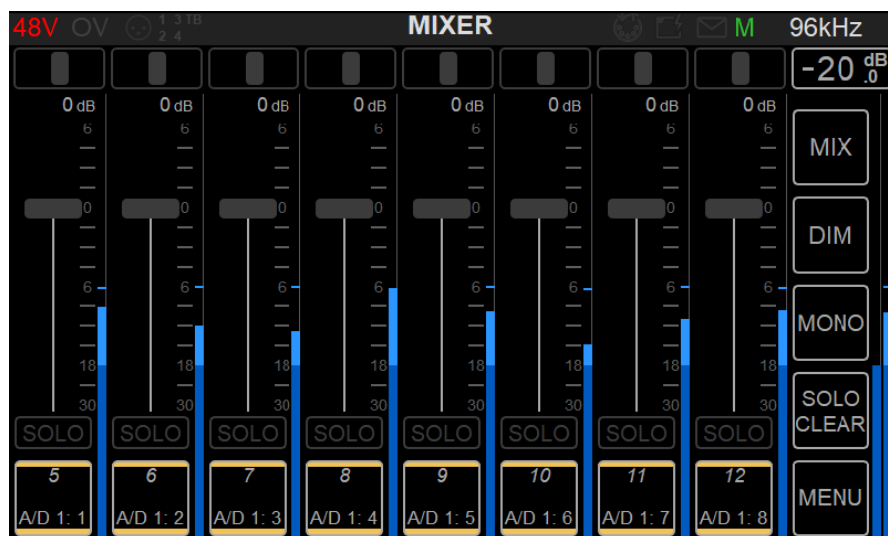 48V OV 1 3 TB MIXER M 96kHz
2 4
-20 dB
.0
0 dB 0 dB 0 dB 0 dB 0 dB 0 dB 0 dB 0 dB
6 6 6 6 6 6 6 6
MIX
0 0 0 0 0 0 0 0
DIM
6 6 6 6 6 6 6 6
MONO
18 18 18 18 18 18 18 18
30 30 30 30 30 30 30 30
SOLO SOLO SOLO SOLO SOLO SOLO SOLO SOLO
SOLO
CLEAR
5 6 7 8 9 10 11 12
A/D 1: 1 A/D 1: 2 A/D 1: 3 A/D 1: 4 A/D 1: 5 A/D 1: 6 A/D 1: 7 A/D 1: 8
MENU